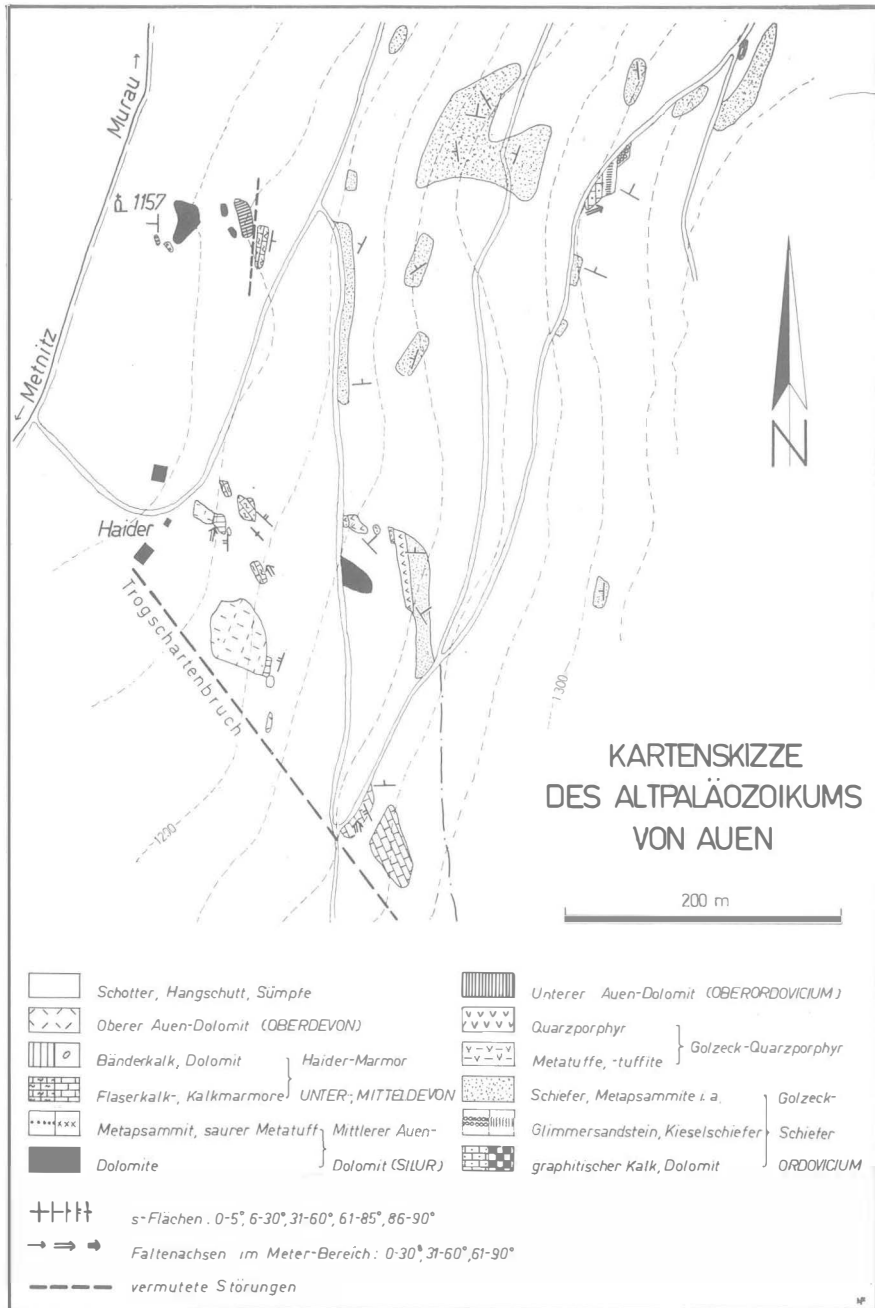 Murau →
Pt 1157
← Metnitz
Haider
Trogschartenbruch
1200
1300
N
KARTENSKIZZE
DES ALTPALÄOZOIKUMS
VON AUEN
200 m
Schotter, Hangschutt, Sümpfe
Oberer Auen-Dolomit (OBERDEVON)
Bänderkalk, Dolomit
Flaserkalk-, Kalkmarmore
Haider-Marmor
UNTER-, MITTELDEVON
Metapsammit, saurer Metatuff
Dolomite
Mittlerer Auen-
Dolomit (SILUR)
Unterer Auen-Dolomit (OBERORDOVICIUM)
Quarzporphyr
Metatuffe, -tuffite
Golzeck-Quarzporphyr
Schiefer, Metapsammite i. a.
Glimmersandstein, Kieselschiefer
graphitischer Kalk, Dolomit
Golzeck-
Schiefer
ORDOVICIUM
s-Flächen: 0-5°, 6-30°, 31-60°, 61-85°, 86-90°
Faltenachsen im Meter-Bereich: 0-30°, 31-60°, 61-90°
vermutete Störungen